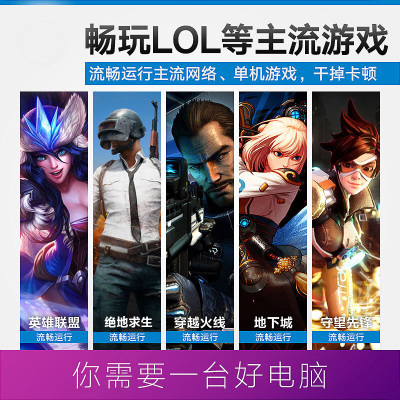 畅玩LOL等主流游戏
流畅运行主流网络、单机游戏，干掉卡顿
英雄联盟 绝地求生 穿越火线 地下城 守望先锋
流畅运行 流畅运行 流畅运行 流畅运行 流畅运行
你需要一台好电脑